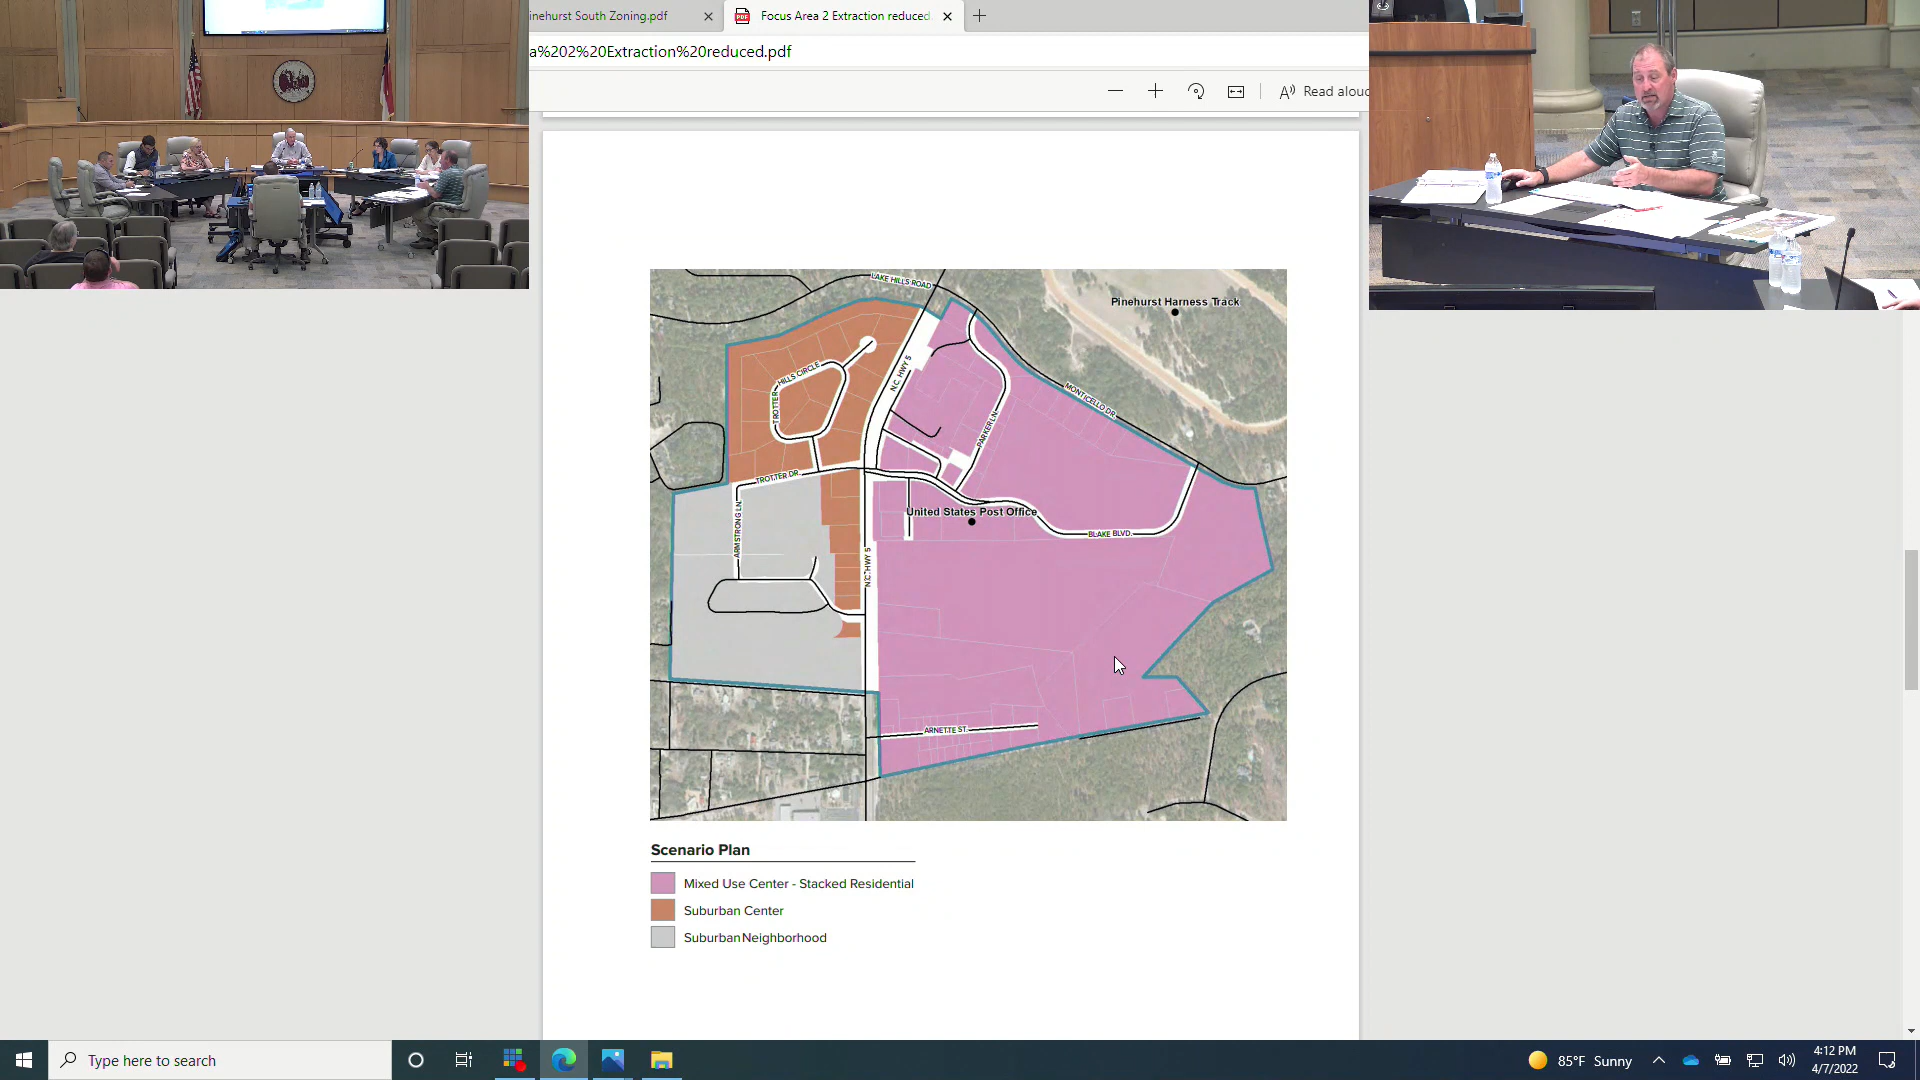 inehurst South Zoning.pdf
Focus Area 2 Extraction reduced.
a%202%20Extraction%20reduced.pdf
Read aloud
LAKE HILLS ROAD
Pinehurst Harness Track
N.C. HWY 5
HILLS CIRCLE
TROTTER
MONTICELLO DR.
PARKER LN.
TROTTER DR.
ARMSTRONG LN.
United States Post Office
BLAKE BLVD.
N.C. HWY 5
ARNETTE ST.
Scenario Plan
Mixed Use Center - Stacked Residential
Suburban Center
Suburban Neighborhood
Type here to search
85°F Sunny
4:12 PM
4/7/2022